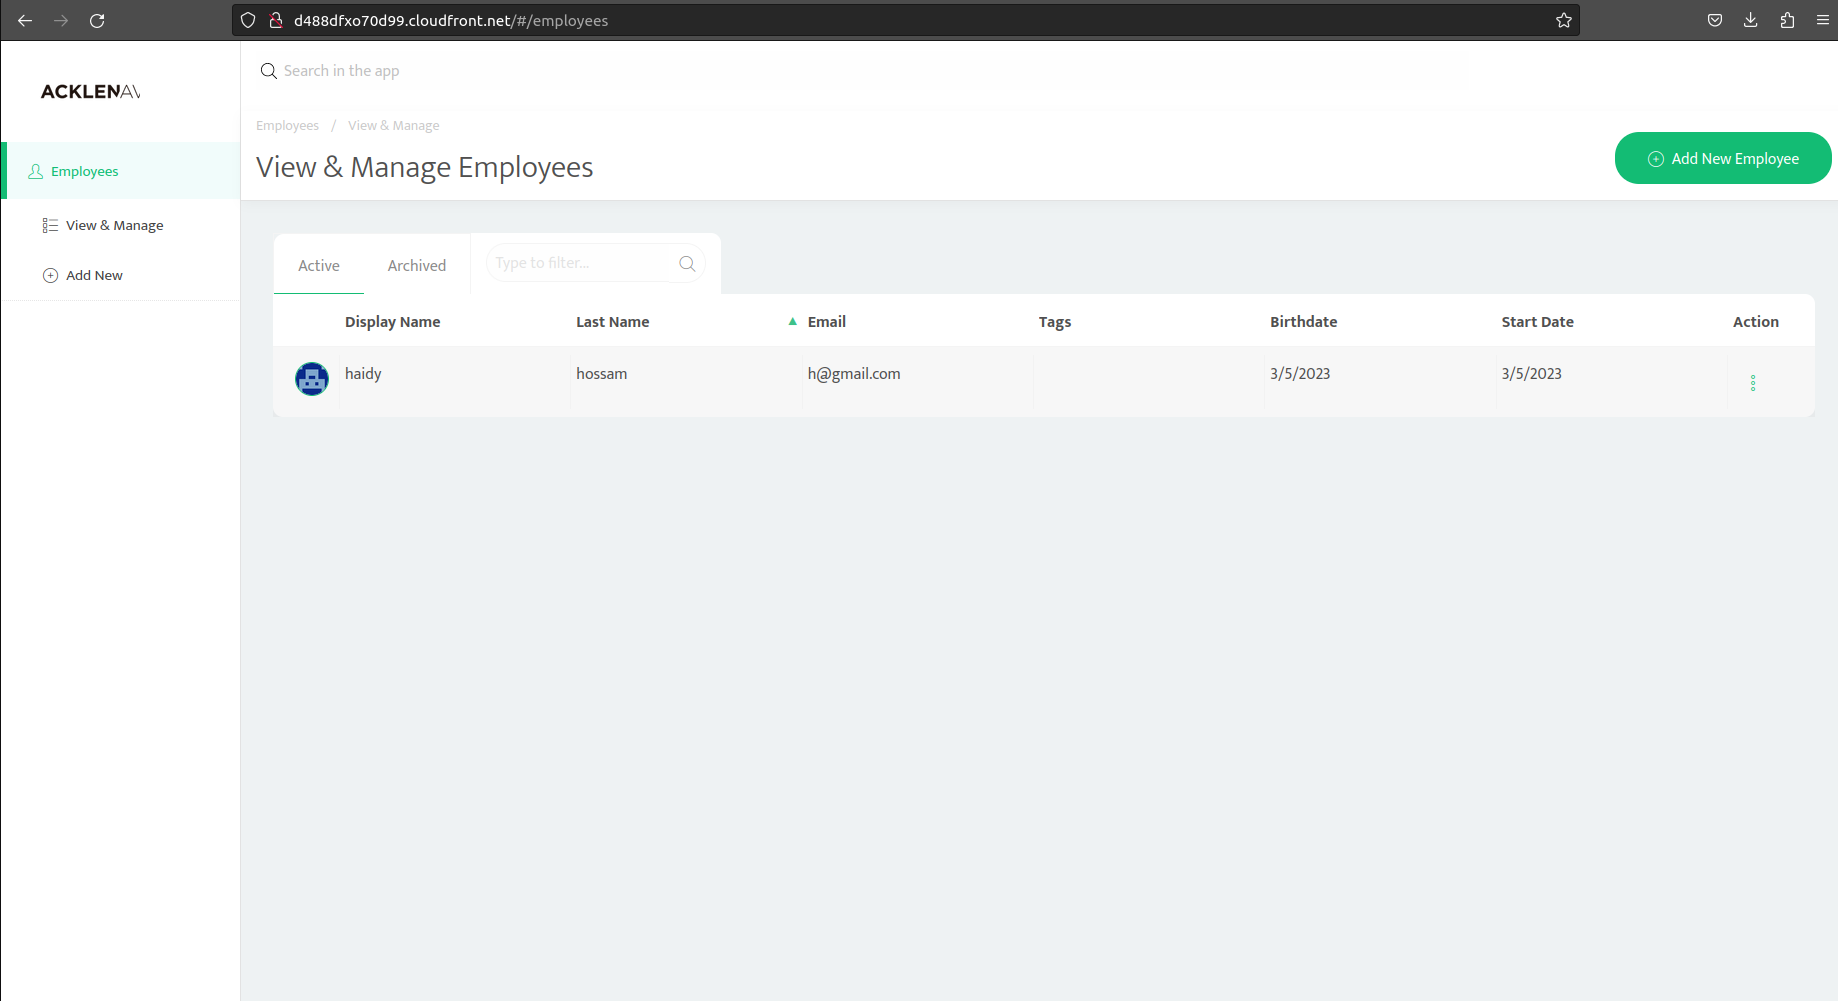 d488dfxo70d99.cloudfront.net/#/employees
ACKLENAV
Search in the app
Employees / View & Manage
View & Manage Employees
Add New Employee
Employees
View & Manage
Add New
Active Archived Type to filter...
Display Name Last Name Email Tags Birthdate Start Date Action
haidy hossam h@gmail.com 3/5/2023 3/5/2023